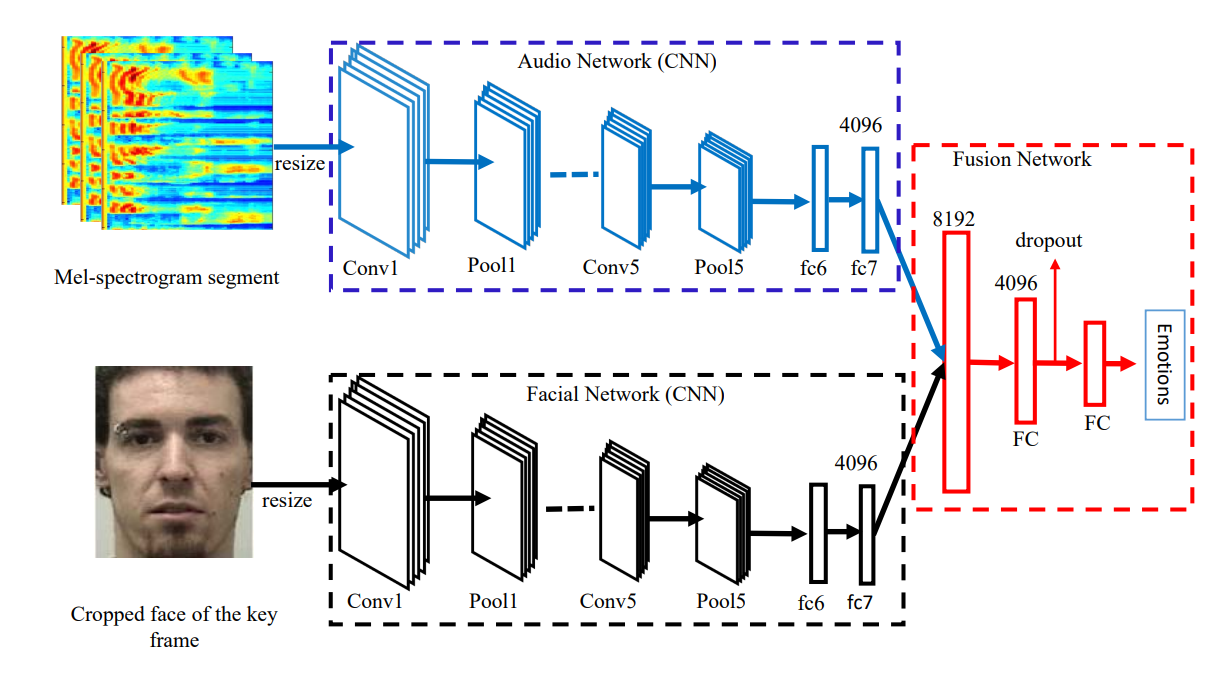 Audio Network (CNN)
resize
4096
Conv1
Pool1
Conv5
Pool5
fc6
fc7
Mel-spectrogram segment
Facial Network (CNN)
resize
4096
Conv1
Pool1
Conv5
Pool5
fc6
fc7
Cropped face of the key
frame
Fusion Network
8192
dropout
4096
FC
FC
Emotions